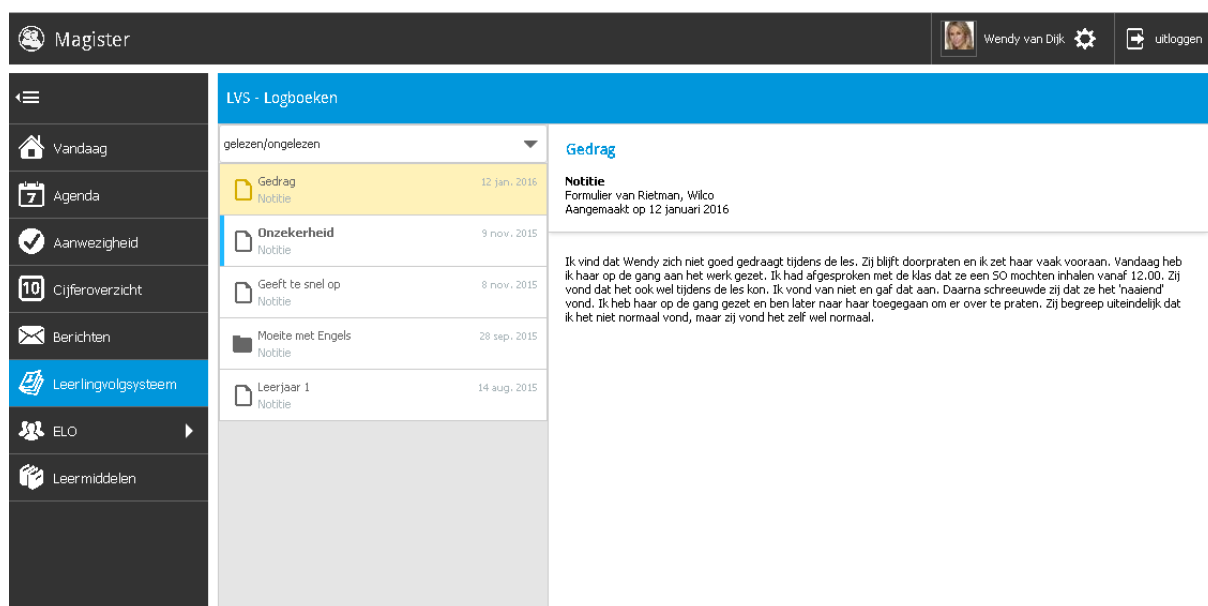 Magister
Wendy van Dijk
uitloggen
LVS - Logboeken
Vandaag
7 Agenda
Aanwezigheid
10 Cijferoverzicht
Berichten
Leerlingvolgsysteem
ELO
Leermiddelen
gelezen/ongelezen
Gedrag 12 jan. 2016
Notitie
Onzekerheid 9 nov. 2015
Notitie
Geeft te snel op 8 nov. 2015
Notitie
Moeite met Engels 28 sep. 2015
Notitie
Leerjaar 1 14 aug. 2015
Notitie
Gedrag
Notitie
Formulier van Rietman, Wilco
Aangemaakt op 12 januari 2016
Ik vind dat Wendy zich niet goed gedraagt tijdens de les. Zij blijft doorpraten en ik zet haar vaak vooraan. Vandaag heb
ik haar op de gang aan het werk gezet. Ik had afgesproken met de klas dat ze een SO mochten inhalen vanaf 12.00. Zij
vond dat het ook wel tijdens de les kon. Ik vond van niet en gaf dat aan. Daarna schreeuwde zij dat ze het 'naaiend'
vond. Ik heb haar op de gang gezet en ben later naar haar toegegaan om er over te praten. Zij begreep uiteindelijk dat
ik het niet normaal vond, maar zij vond het zelf wel normaal.